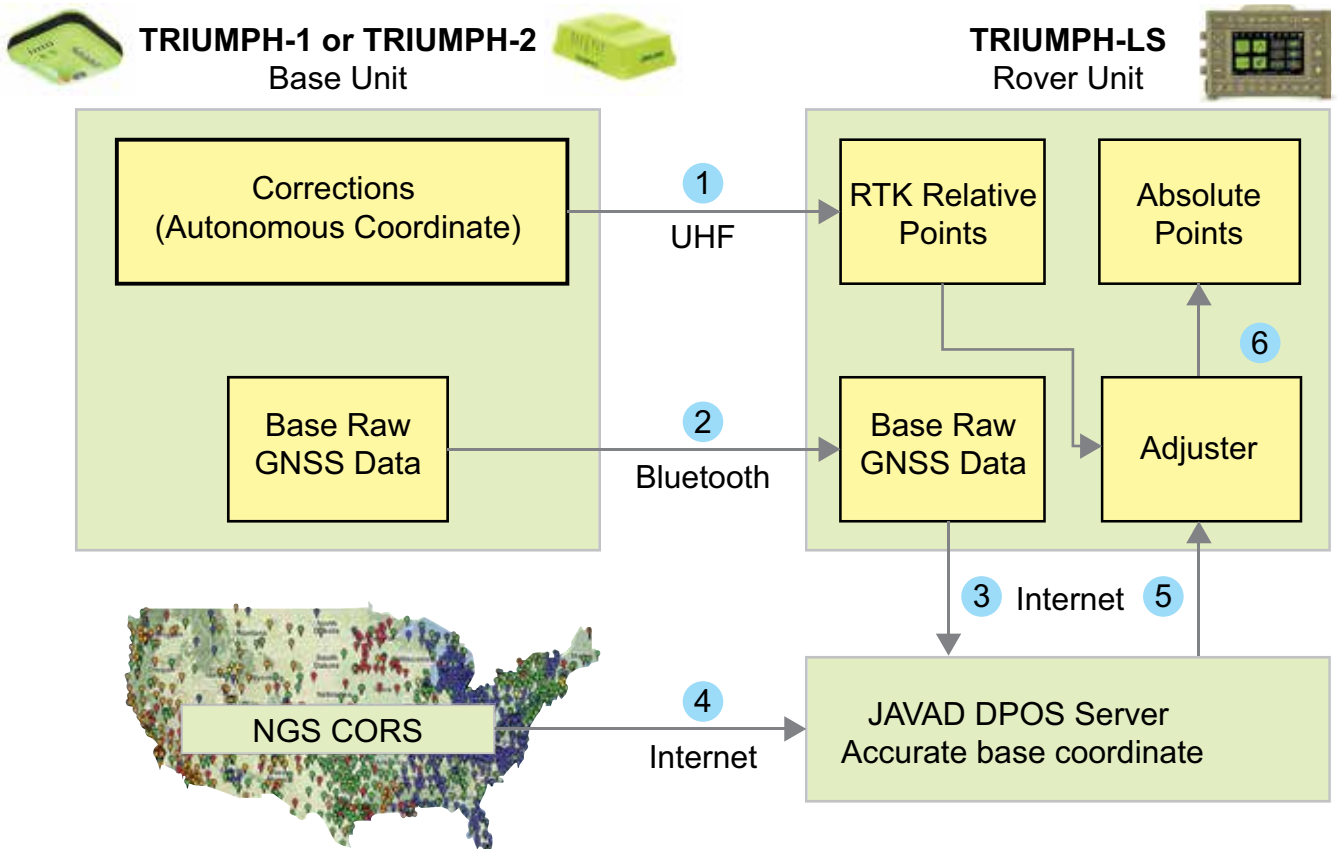 TRIUMPH-1 or TRIUMPH-2
Base Unit
TRIUMPH-LS
Rover Unit
Corrections
(Autonomous Coordinate)
1
UHF
RTK Relative
Points
Absolute
Points
6
Base Raw
GNSS Data
2
Bluetooth
Base Raw
GNSS Data
Adjuster
3
Internet
5
NGS CORS
4
Internet
JAVAD DPOS Server
Accurate base coordinate